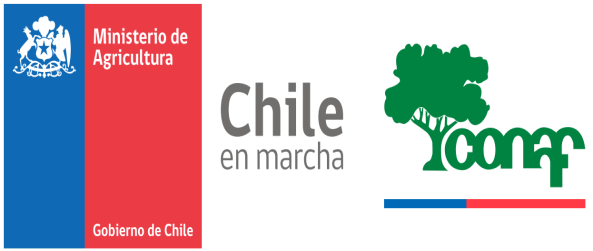 Ministerio de
Agricultura
Gobierno de Chile
Chile
en marcha
conaf